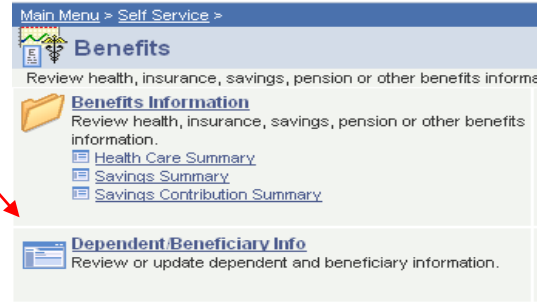 Main Menu > Self Service >
Benefits
Review health, insurance, savings, pension or other benefits
Benefits Information
Review health, insurance, savings, pension or other benefits
information.
Health Care Summary
Savings Summary
Savings Contribution Summary
Dependent/Beneficiary Info
Review or update dependent and beneficiary information.